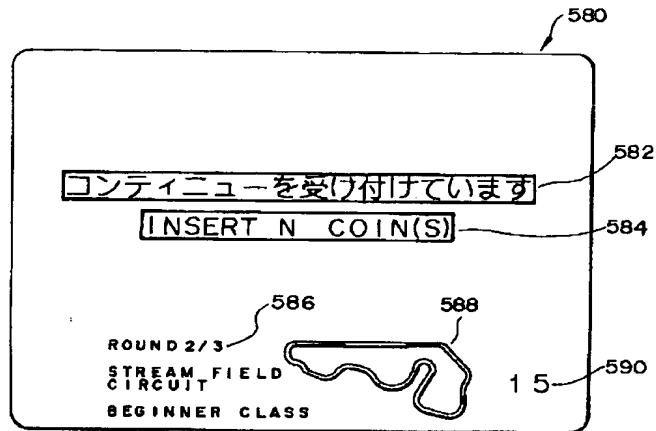 580
コンティニューを受け付けています
582
INSERT N COIN(S)
584
586
588
ROUND 2/3
STREAM FIELD
CIRCUIT
15
590
BEGINNER CLASS